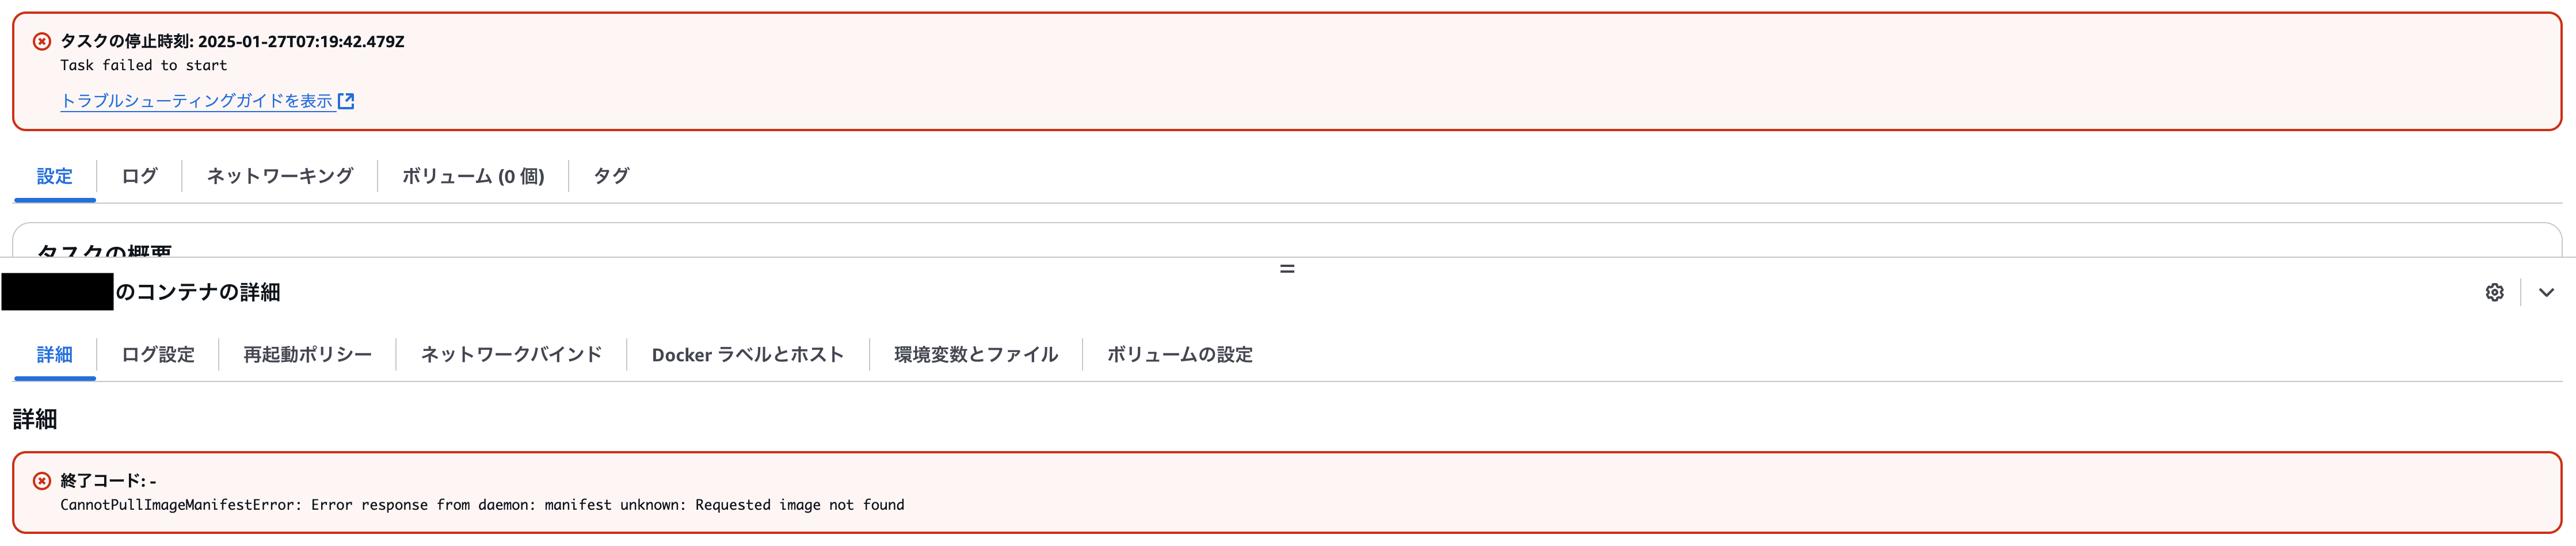 タスクの停止時刻: 2025-01-27T07:19:42.479Z
Task failed to start
トラブルシューティングガイドを表示
設定
ログ
ネットワーキング
ボリューム (0 個)
タグ
タスクの概要
のコンテナの詳細
詳細
ログ設定
再起動ポリシー
ネットワークバインド
Docker ラベルとホスト
環境変数とファイル
ボリュームの設定
詳細
終了コード: -
CannotPullImageManifestError: Error response from daemon: manifest unknown: Requested image not found